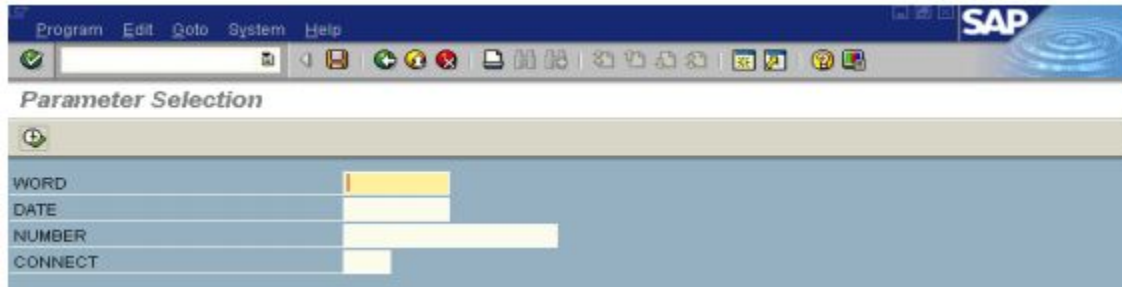 Program Edit Goto System Help
SAP
Parameter Selection
WORD
DATE
NUMBER
CONNECT